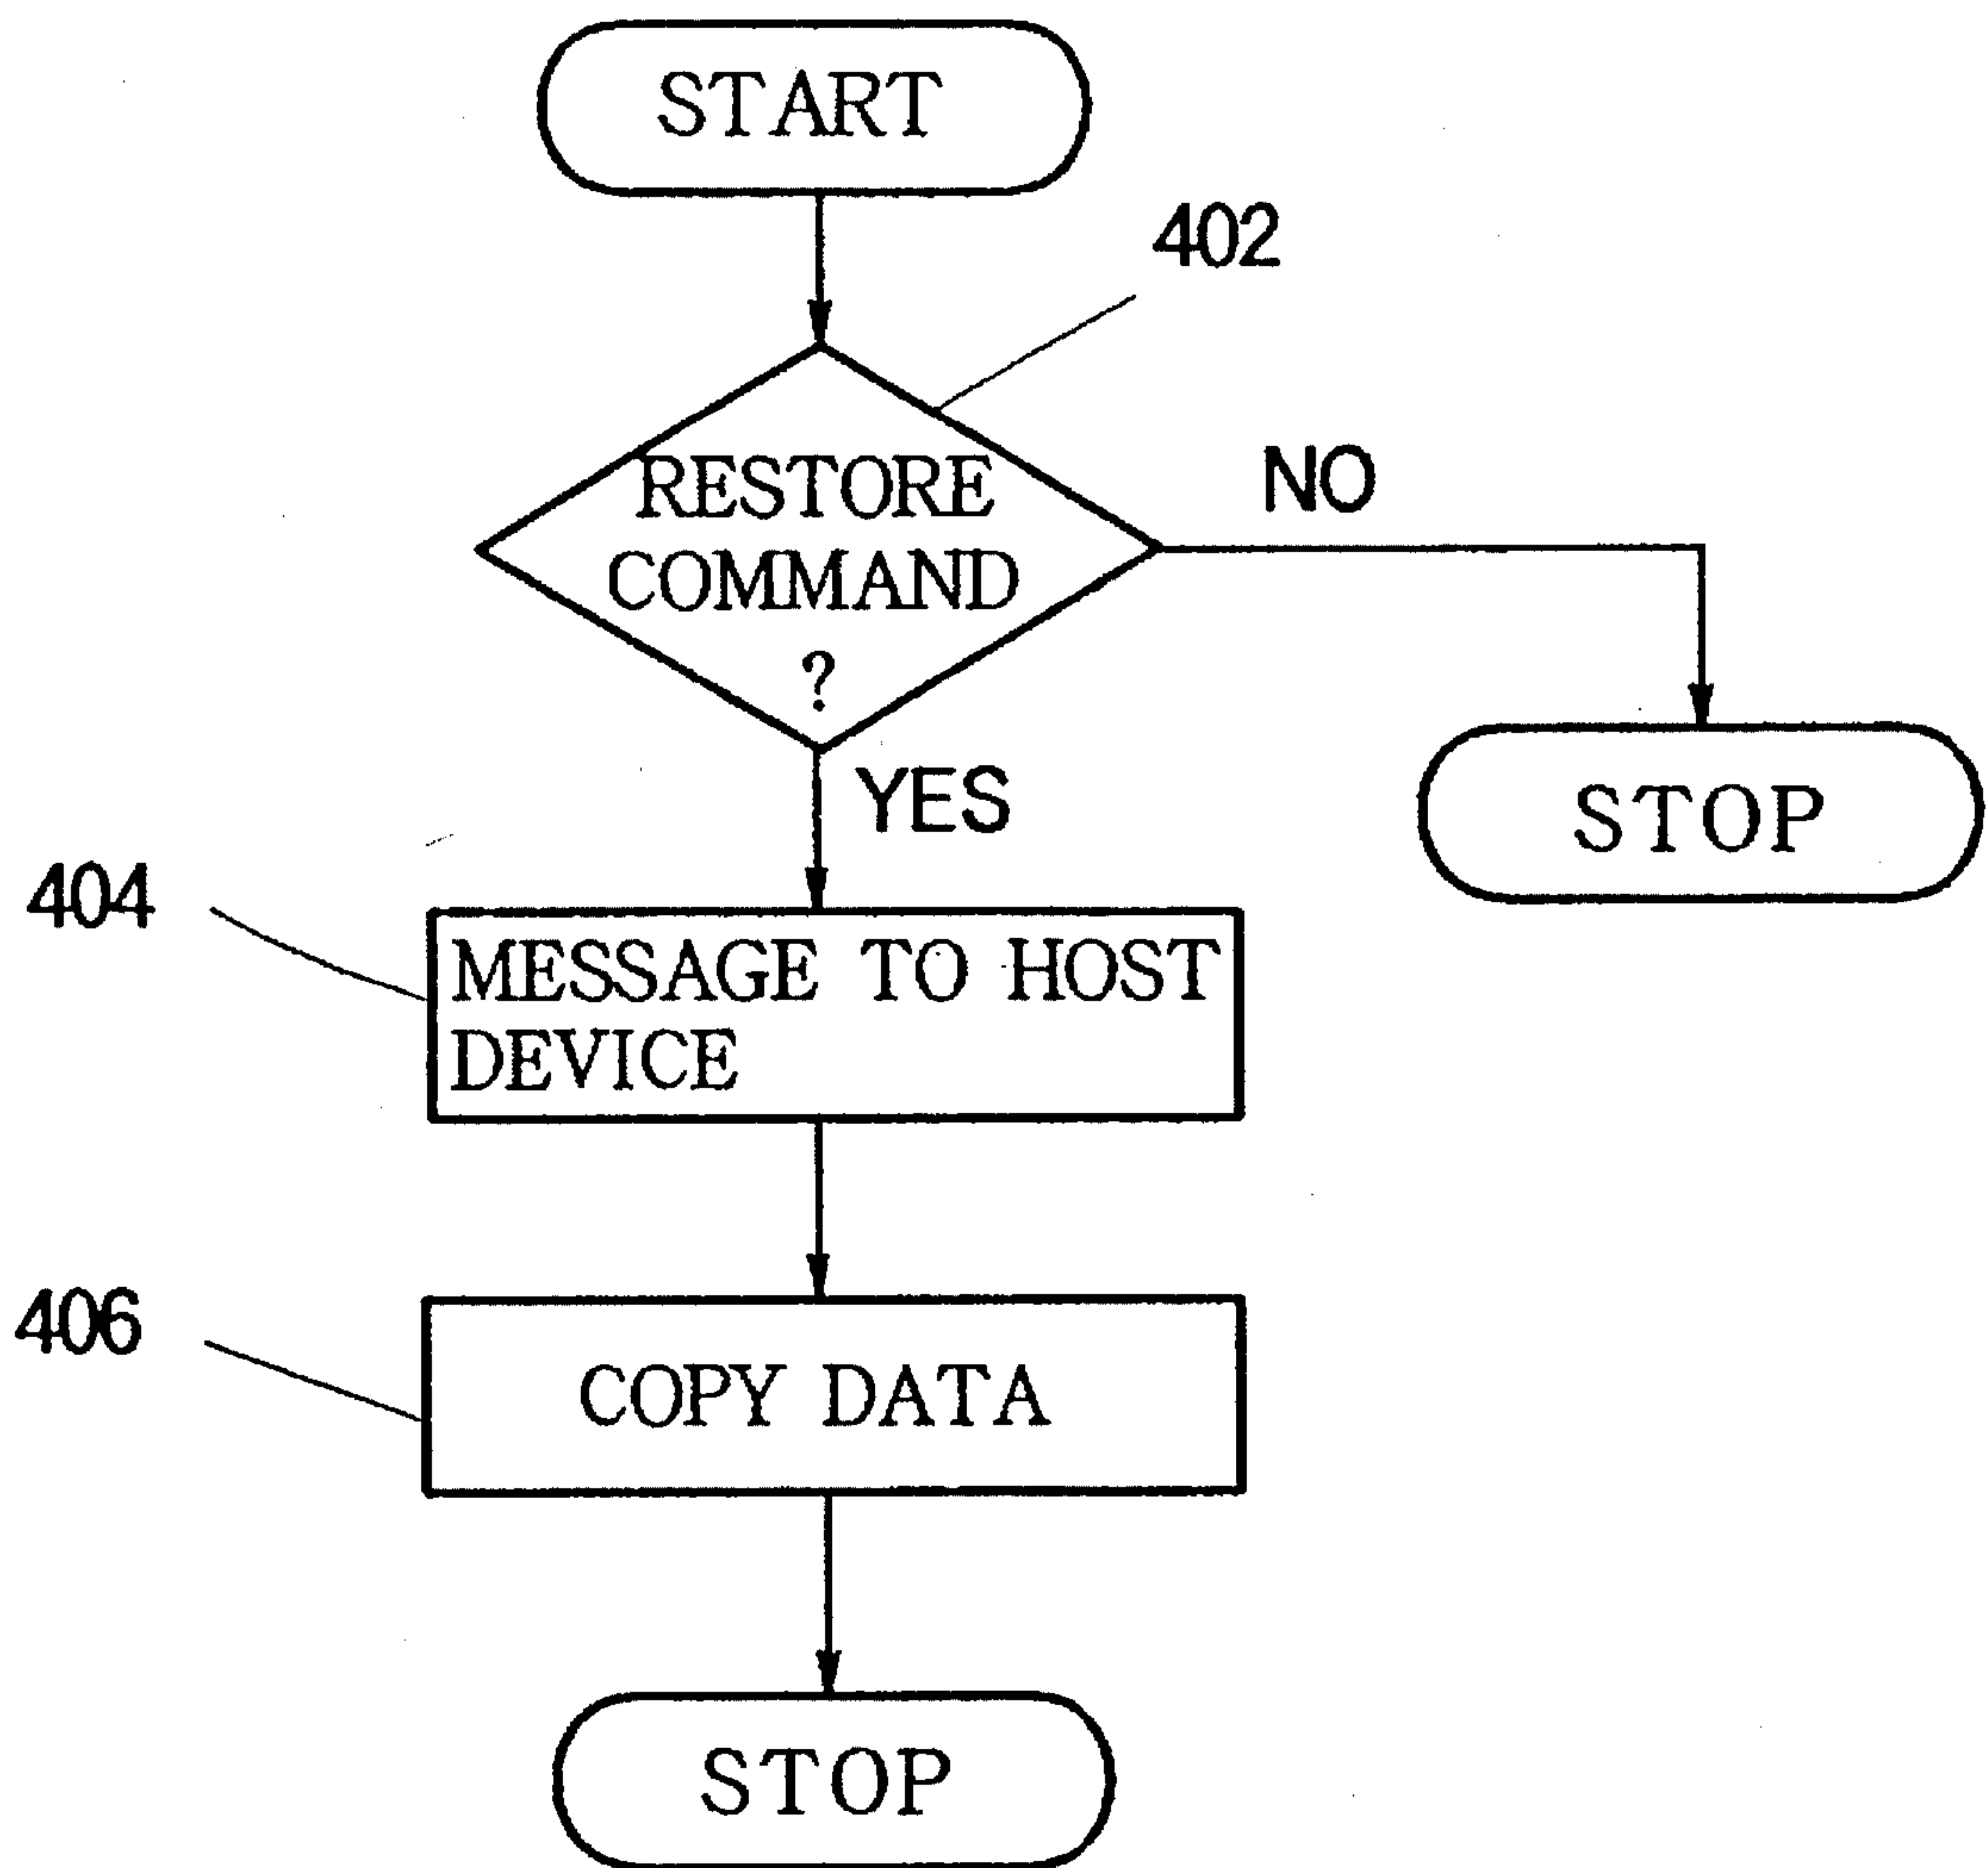 START
402
RESTORE
COMMAND
?
NO
YES
STOP
404
MESSAGE TO HOST
DEVICE
406
COPY DATA
STOP